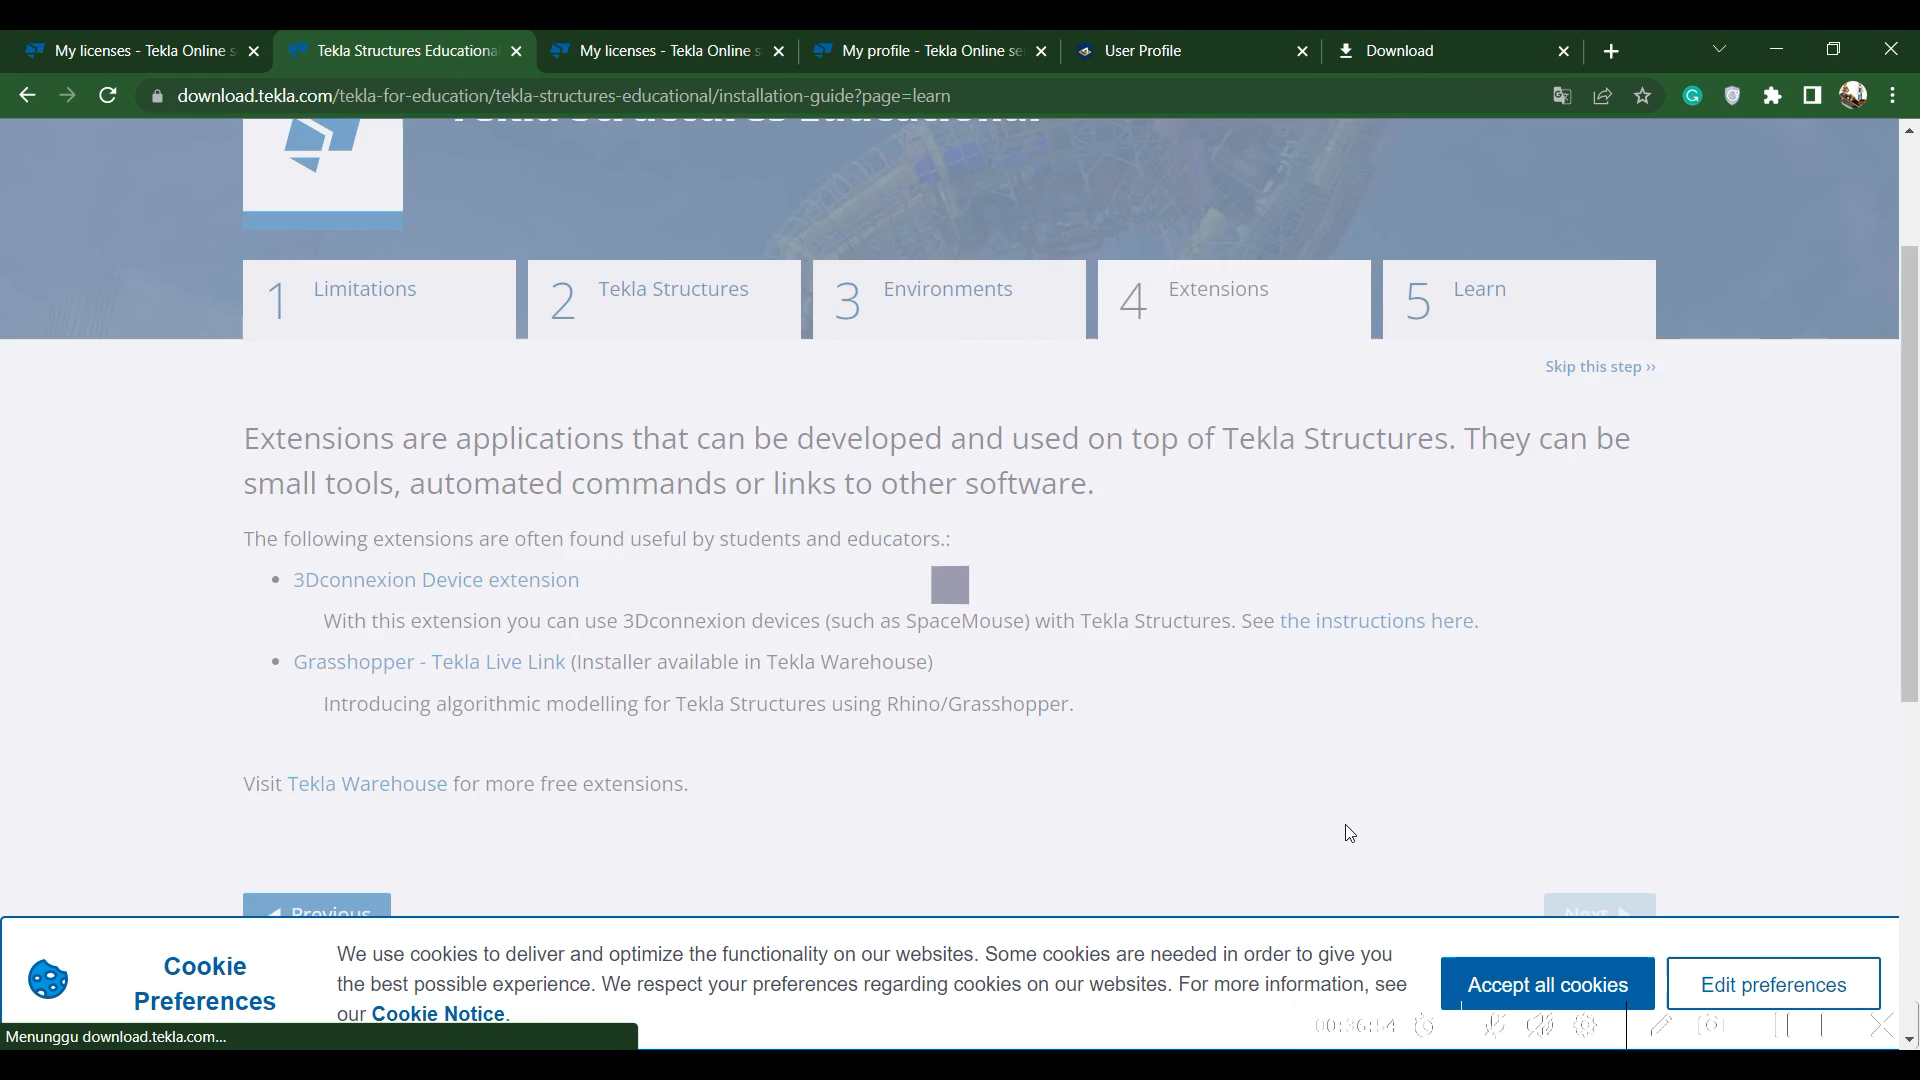 My licenses - Tekla Online s
Tekla Structures Educational
My licenses - Tekla Online s
My profile - Tekla Online se
User Profile
Download
download.tekla.com/tekla-for-education/tekla-structures-educational/installation-guide?page=learn
Tekla Structures Educational
1 Limitations
2 Tekla Structures
3 Environments
4 Extensions
5 Learn
Skip this step ››
Extensions are applications that can be developed and used on top of Tekla Structures. They can be
small tools, automated commands or links to other software.
The following extensions are often found useful by students and educators.:
• 3Dconnexion Device extension
With this extension you can use 3Dconnexion devices (such as SpaceMouse) with Tekla Structures. See the instructions here.
• Grasshopper - Tekla Live Link (Installer available in Tekla Warehouse)
Introducing algorithmic modelling for Tekla Structures using Rhino/Grasshopper.
Visit Tekla Warehouse for more free extensions.
Previous
Next
Cookie
Preferences
We use cookies to deliver and optimize the functionality on our websites. Some cookies are needed in order to give you
the best possible experience. We respect your preferences regarding cookies on our websites. For more information, see
our Cookie Notice.
Accept all cookies
Edit preferences
00:36:54
Menunggu download.tekla.com...